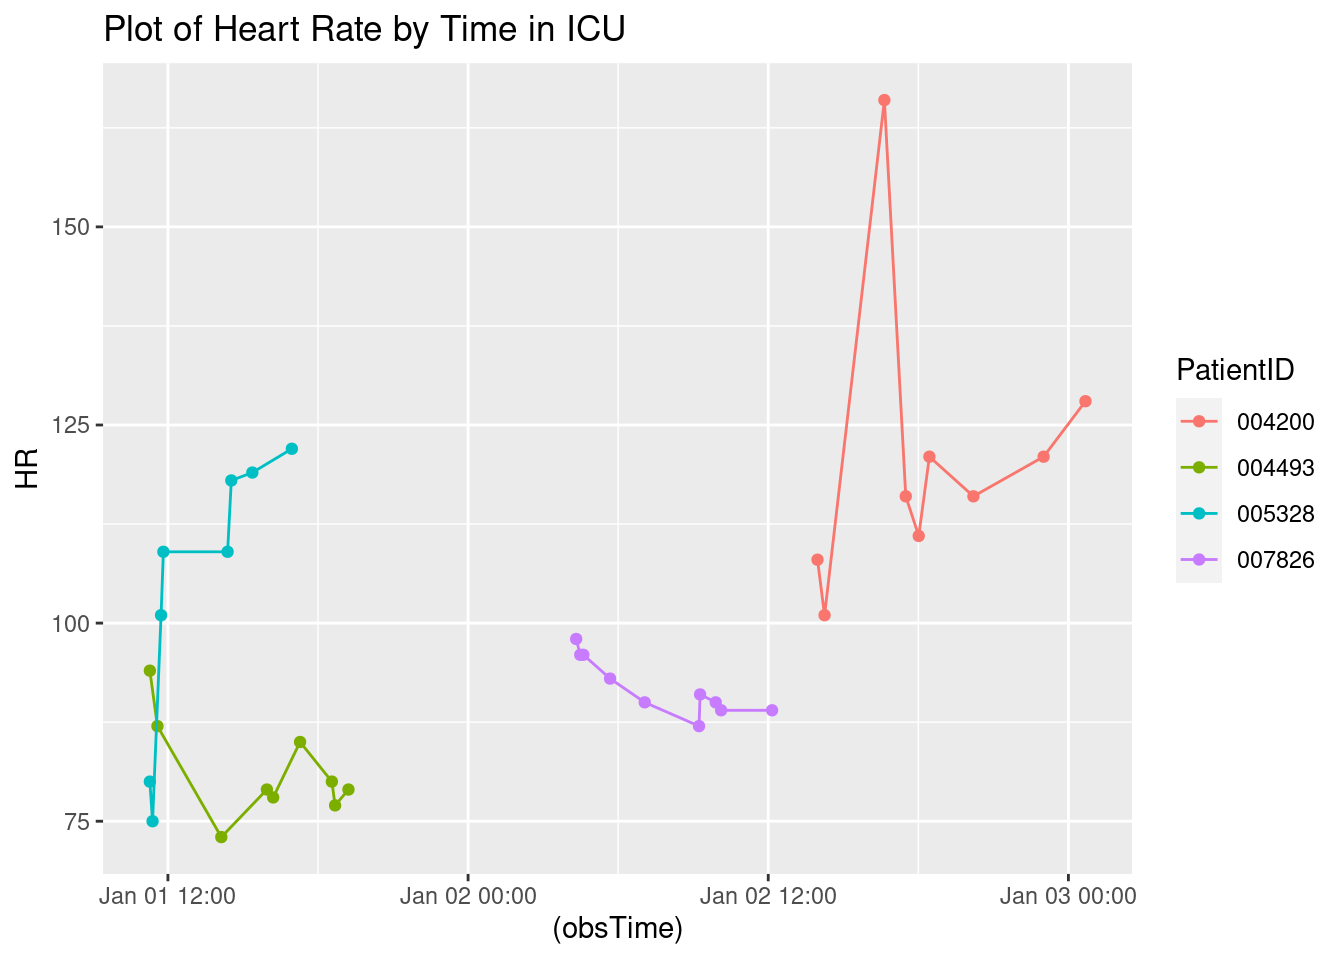 Plot of Heart Rate by Time in ICU
HR
150
125
100
75
Jan 01 12:00
Jan 02 00:00
Jan 02 12:00
Jan 03 00:00
(obsTime)
PatientID
004200
004493
005328
007826